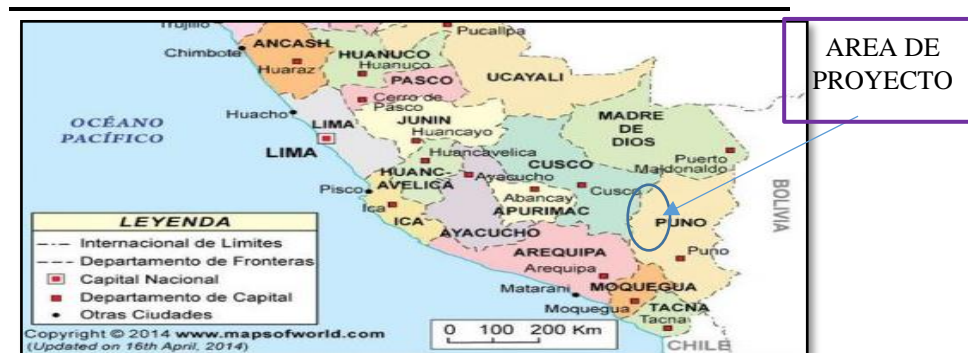 Trujillo
Pucallpa
Chimbote
ANCASH
HUANUCO
Huaraz
Huanuco
UCAYALI
PASCO
Cerro de
Pasco
Huacho
LIMA
JUNIN
Huancayo
MADRE
DE
DIOS
OCÉANO
PACÍFICO
LIMA
Huancavelica
CUSCO
Puerto
Maldonaldo
HUANC-
AVELICA
Ayacucho
Cusco
Pisco
Abancay
BOLIVIA
Ica
ICA
APURIMAC
PUNO
AYACUCHO
AREQUIPA
Puno
Arequipa
Matarani
MOQUEGUA
Moquegua
TACNA
Tacna
CHILE
LEYENDA
Internacional de Limites
Departamento de Fronteras
Capital Nacional
Departamento de Capital
Otras Ciudades
0 100 200 Km
Copyright © 2014 www.mapsofworld.com
(Updated on 16th April, 2014)
AREA DE
PROYECTO